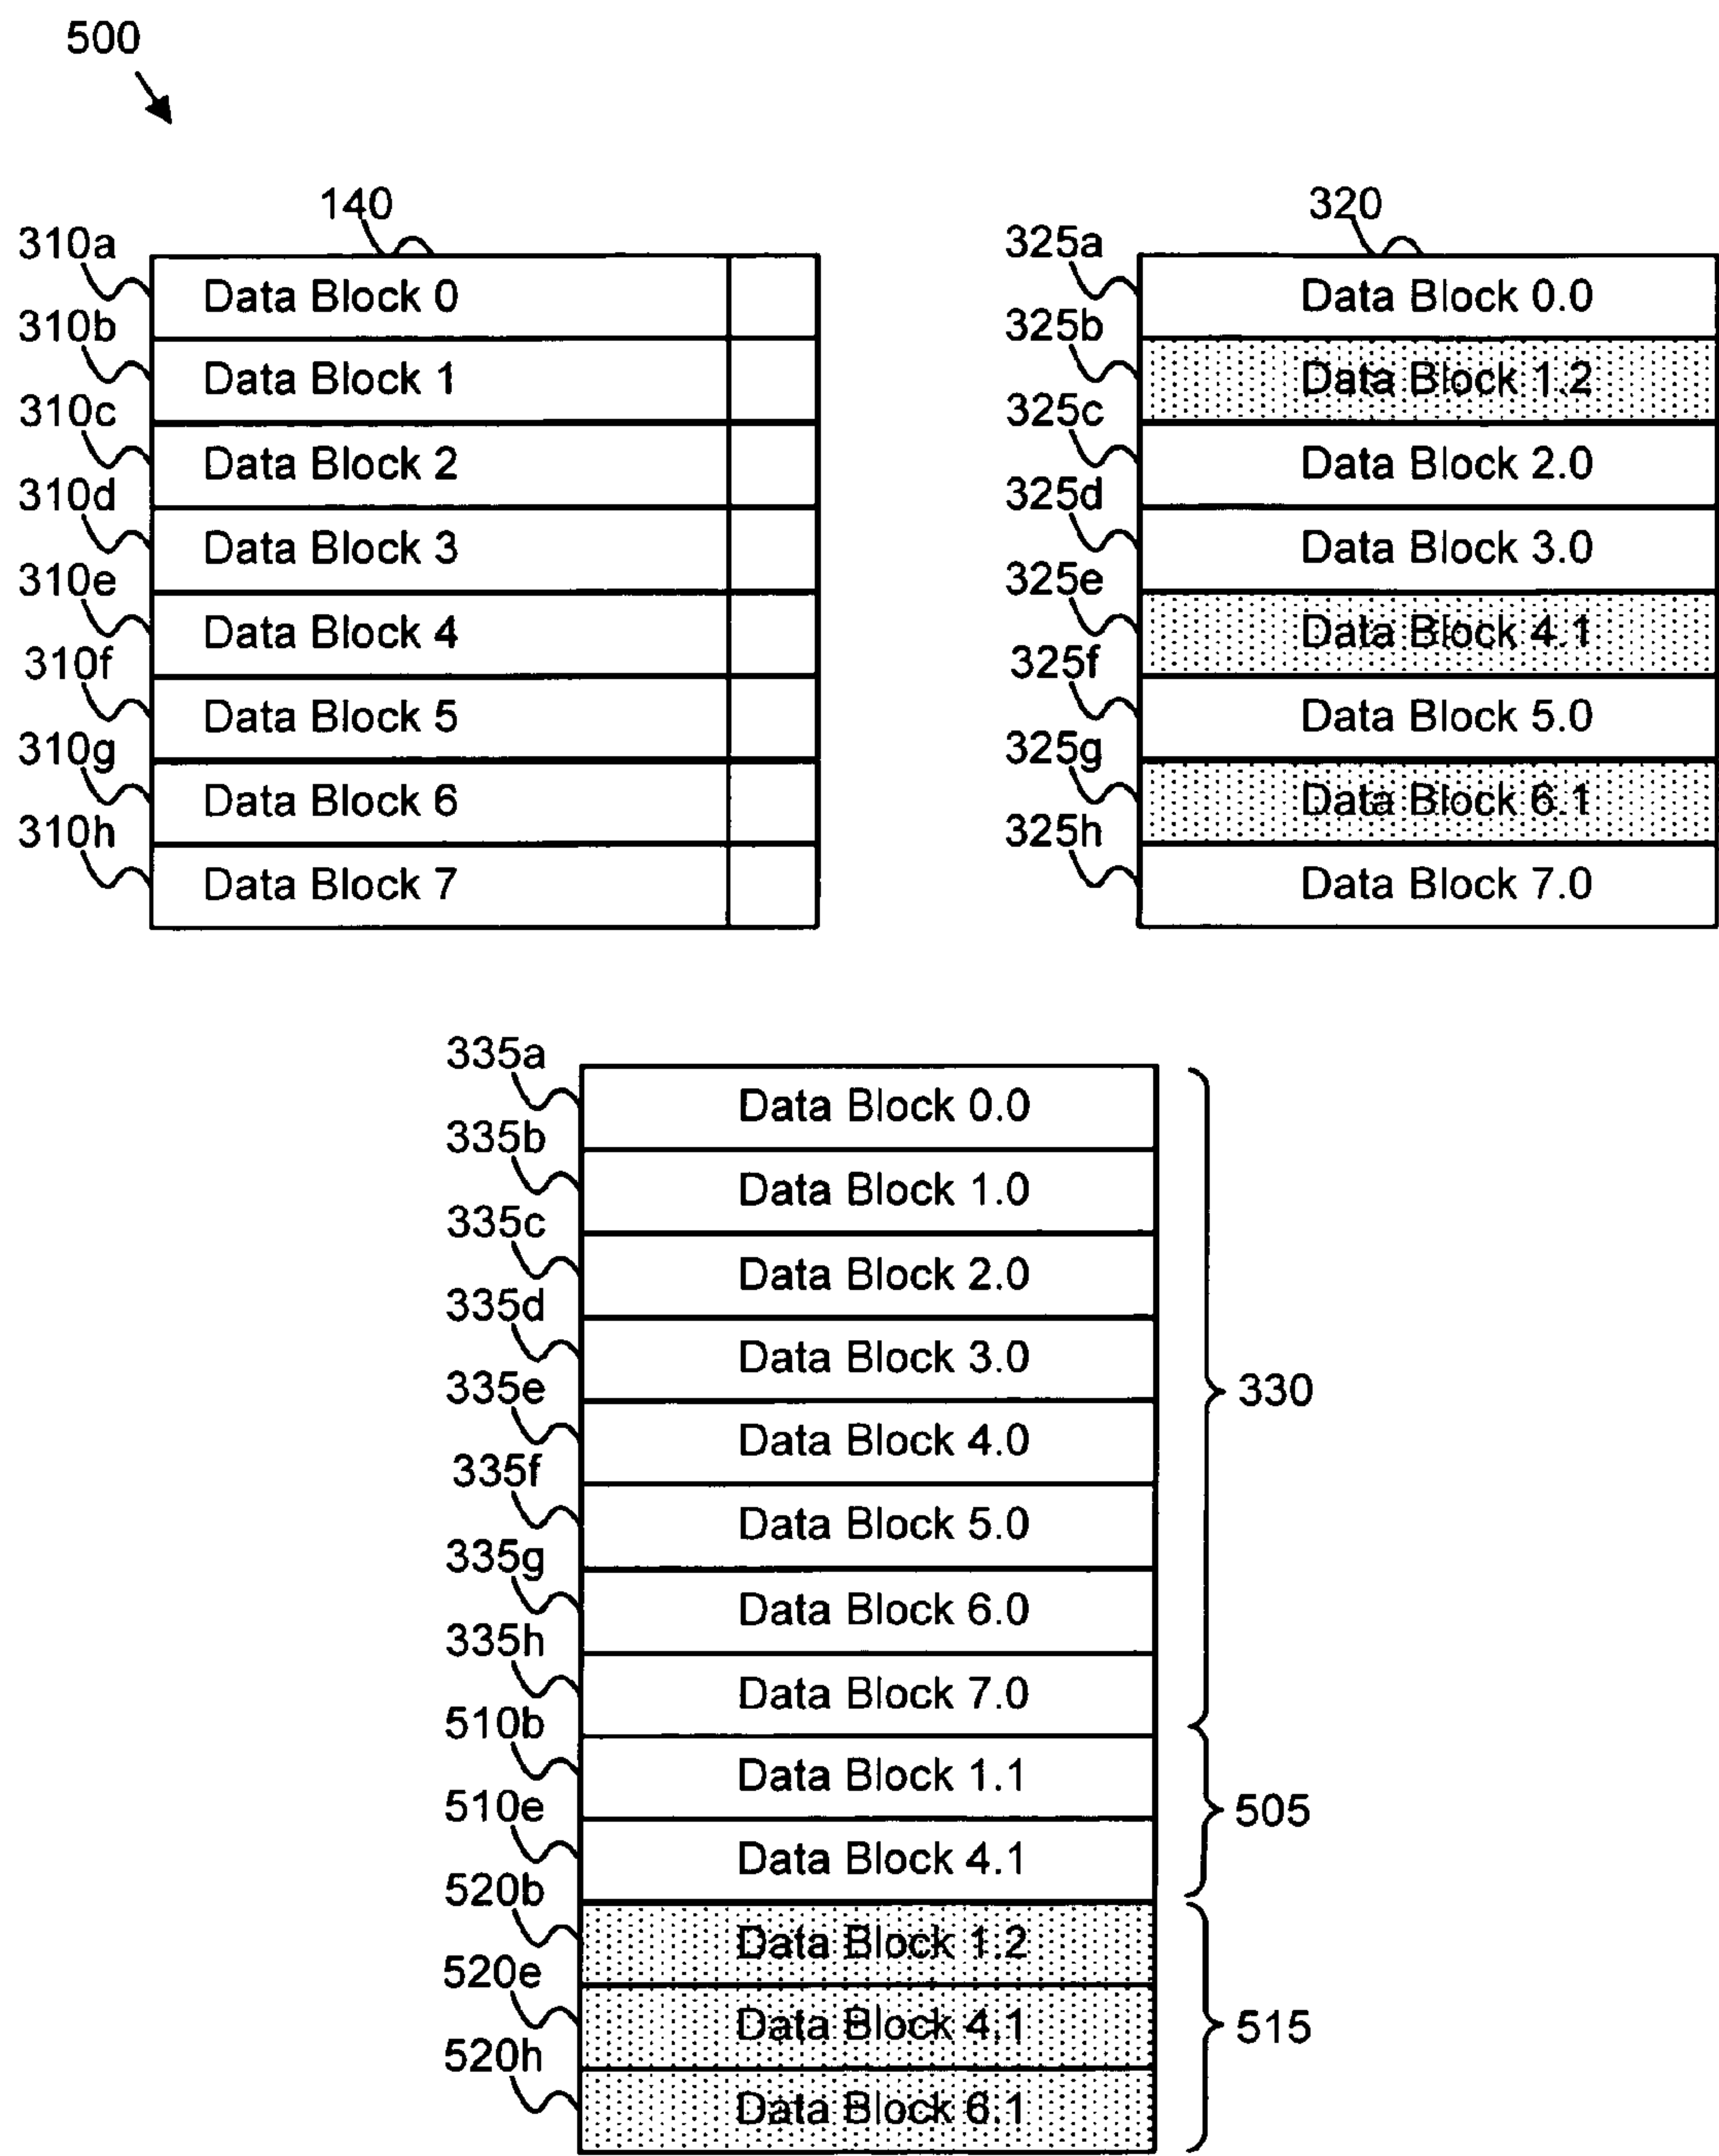 500
140
310a
Data Block 0
310b
Data Block 1
310c
Data Block 2
310d
Data Block 3
310e
Data Block 4
310f
Data Block 5
310g
Data Block 6
310h
Data Block 7
320
325a
Data Block 0.0
325b
Data Block 1.2
325c
Data Block 2.0
325d
Data Block 3.0
325e
Data Block 4.1
325f
Data Block 5.0
325g
Data Block 6.1
325h
Data Block 7.0
335a
Data Block 0.0
335b
Data Block 1.0
335c
Data Block 2.0
335d
Data Block 3.0
335e
Data Block 4.0
335f
Data Block 5.0
335g
Data Block 6.0
335h
Data Block 7.0
330
510b
Data Block 1.1
510e
Data Block 4.1
505
520b
Data Block 1.2
520e
Data Block 4.1
520h
Data Block 6.1
515